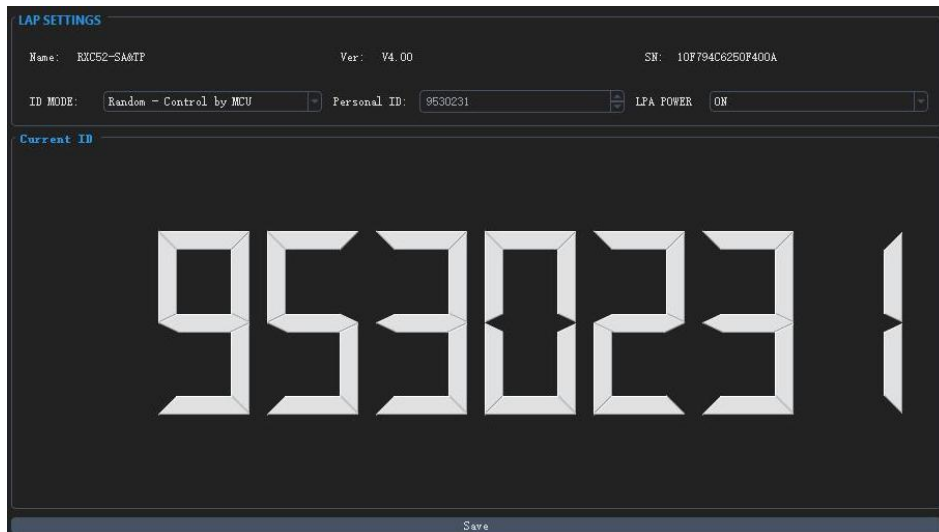 LAP SETTINGS
Name: RXC52-SA&TP Ver: V4.00 SN: 10F794C6250F400A
ID MODE: Random - Control by MCU Personal ID: 9530231 LPA POWER ON
Current ID
9530231
Save